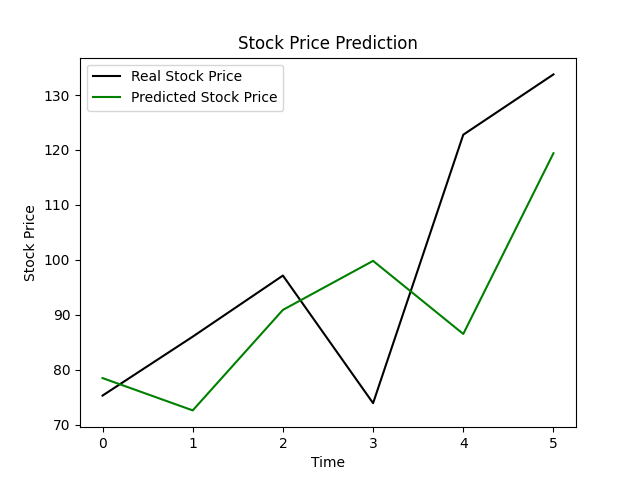 Stock Price Prediction
Real Stock Price
Predicted Stock Price
Stock Price
130
120
110
100
90
80
70
0 1 2 3 4 5
Time